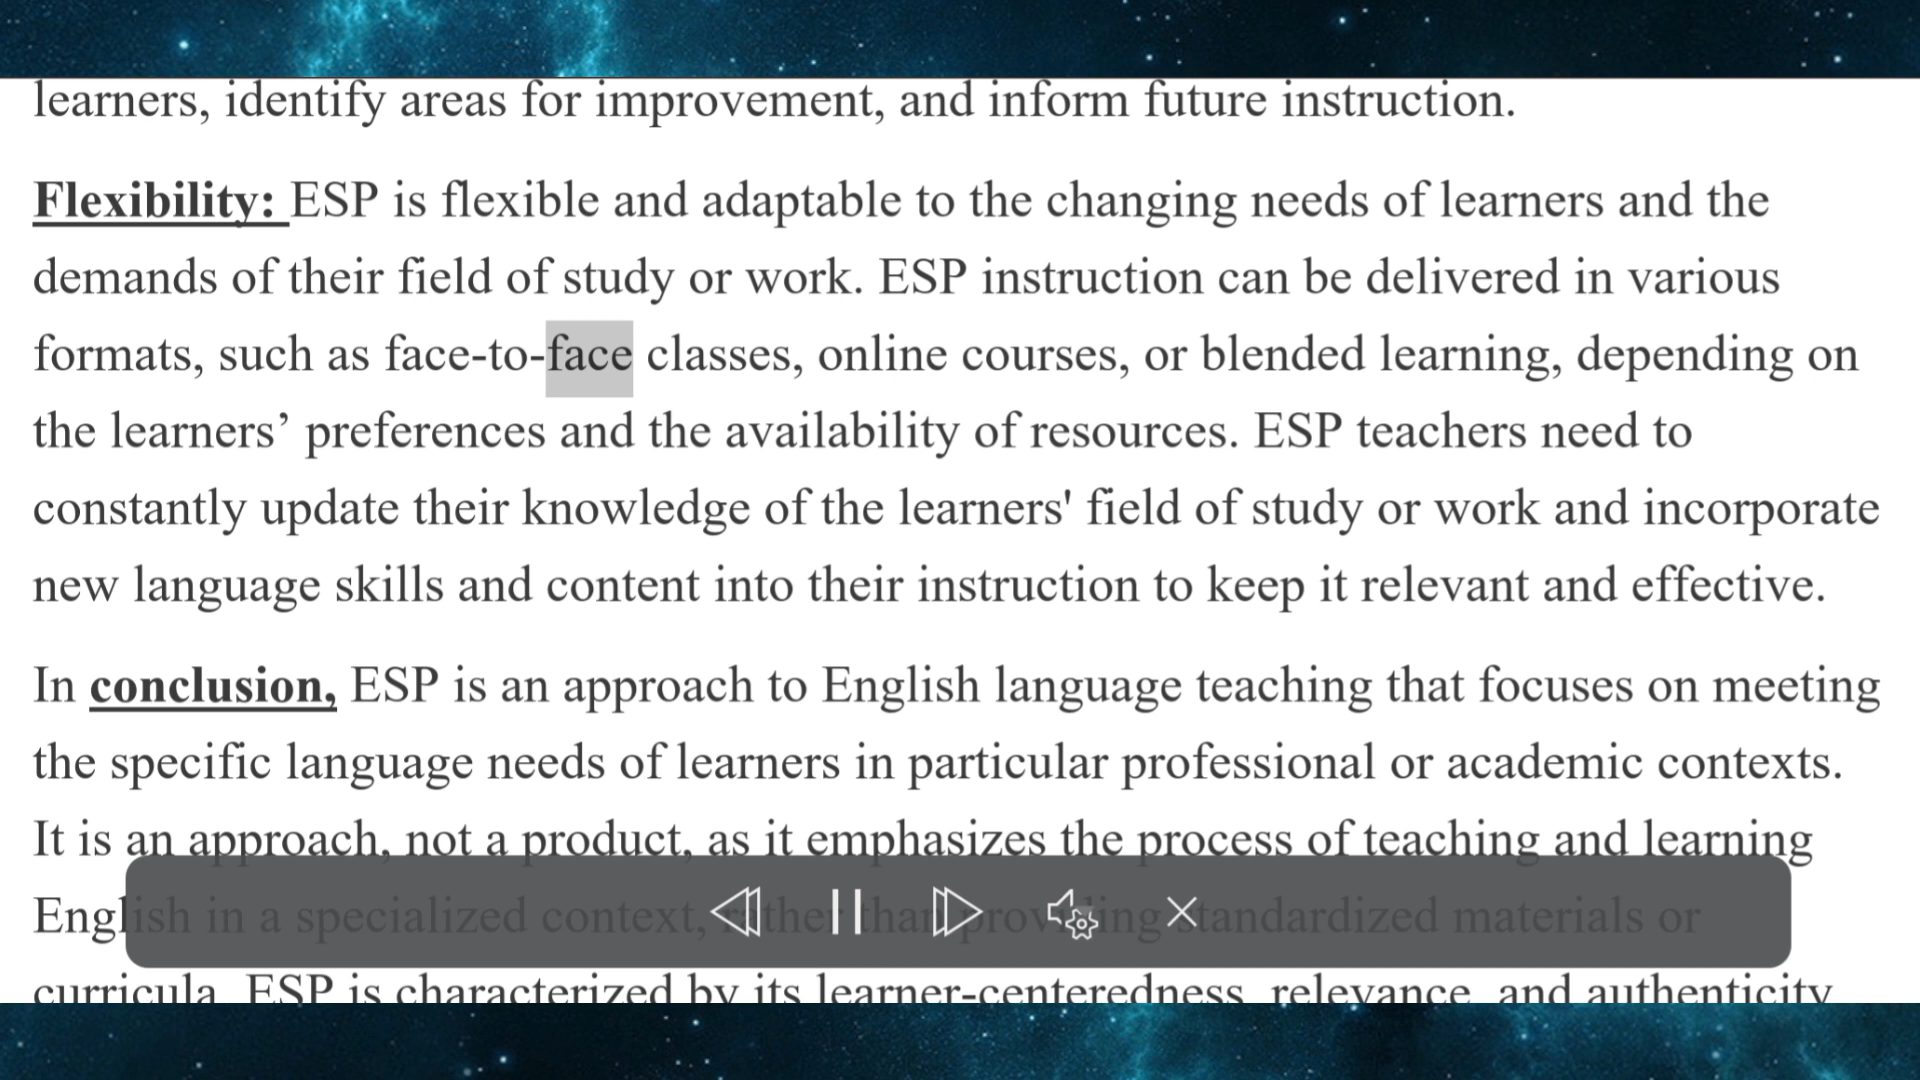 learners, identify areas for improvement, and inform future instruction.
Flexibility: ESP is flexible and adaptable to the changing needs of learners and the
demands of their field of study or work. ESP instruction can be delivered in various
formats, such as face-to-face classes, online courses, or blended learning, depending on
the learners’ preferences and the availability of resources. ESP teachers need to
constantly update their knowledge of the learners' field of study or work and incorporate
new language skills and content into their instruction to keep it relevant and effective.
In conclusion, ESP is an approach to English language teaching that focuses on meeting
the specific language needs of learners in particular professional or academic contexts.
It is an approach, not a product, as it emphasizes the process of teaching and learning
English in a specialized context, rather than providing standardized materials or
curricula. ESP is characterized by its learner-centeredness, relevance, and authenticity